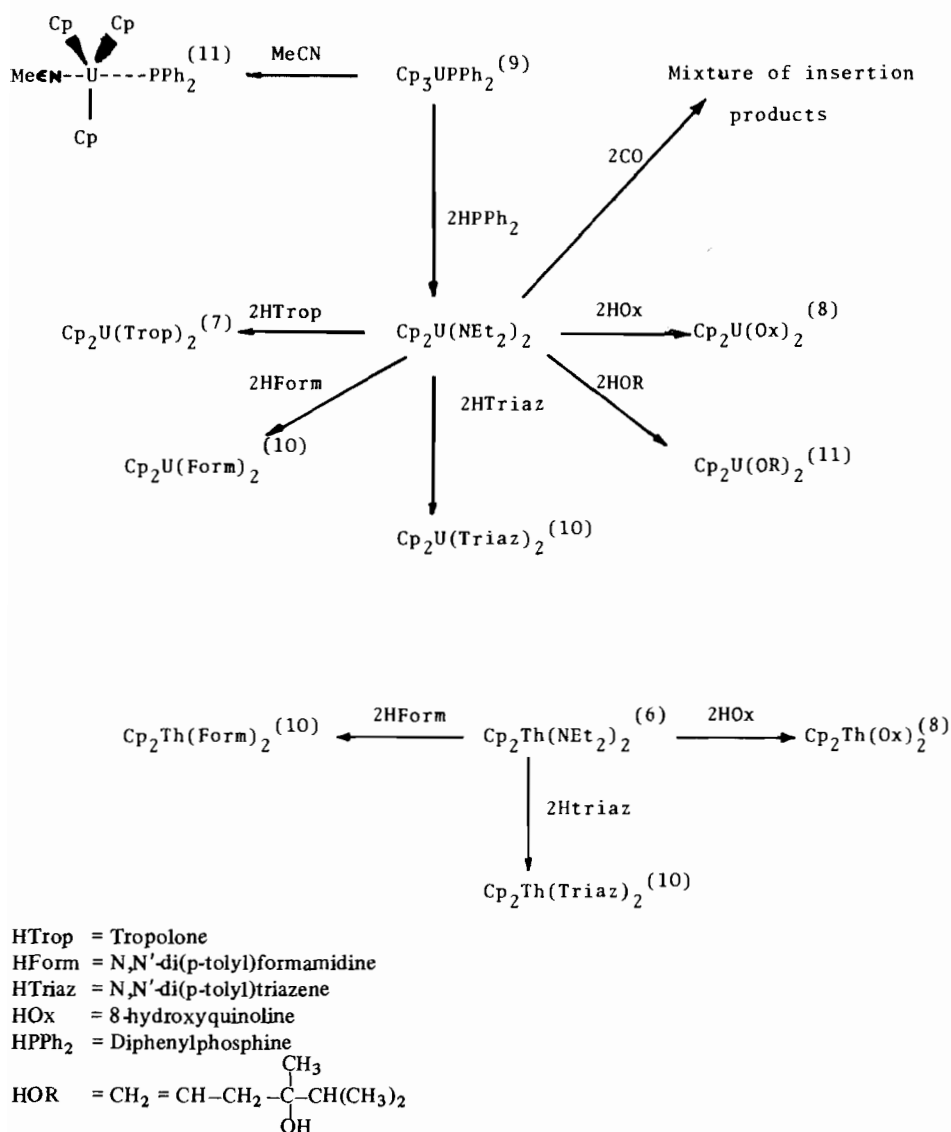 Cp Cp
MeCN--U----PPh2 (11)
Cp
MeCN
Cp3UPPh2 (9)
Mixture of insertion
products
2CO
2HPPh2
Cp2U(Trop)2 (7)
2HTrop
Cp2U(NEt2)2
2HOx
Cp2U(Ox)2 (8)
2HForm
2HTriaz
2HOR
Cp2U(Form)2 (10)
Cp2U(OR)2 (11)
Cp2U(Triaz)2 (10)
Cp2Th(Form)2 (10)
2HForm
Cp2Th(NEt2)2 (6)
2HOx
Cp2Th(Ox)2 (8)
2Htriaz
Cp2Th(Triaz)2 (10)
HTrop = Tropolone
HForm = N,N'-di(p-tolyl)formamidine
HTriaz = N,N'-di(p-tolyl)triazene
HOx = 8-hydroxyquinoline
HPPh2 = Diphenylphosphine
CH3
HOR = CH2 = CH–CH2 –C–CH(CH3)2
OH